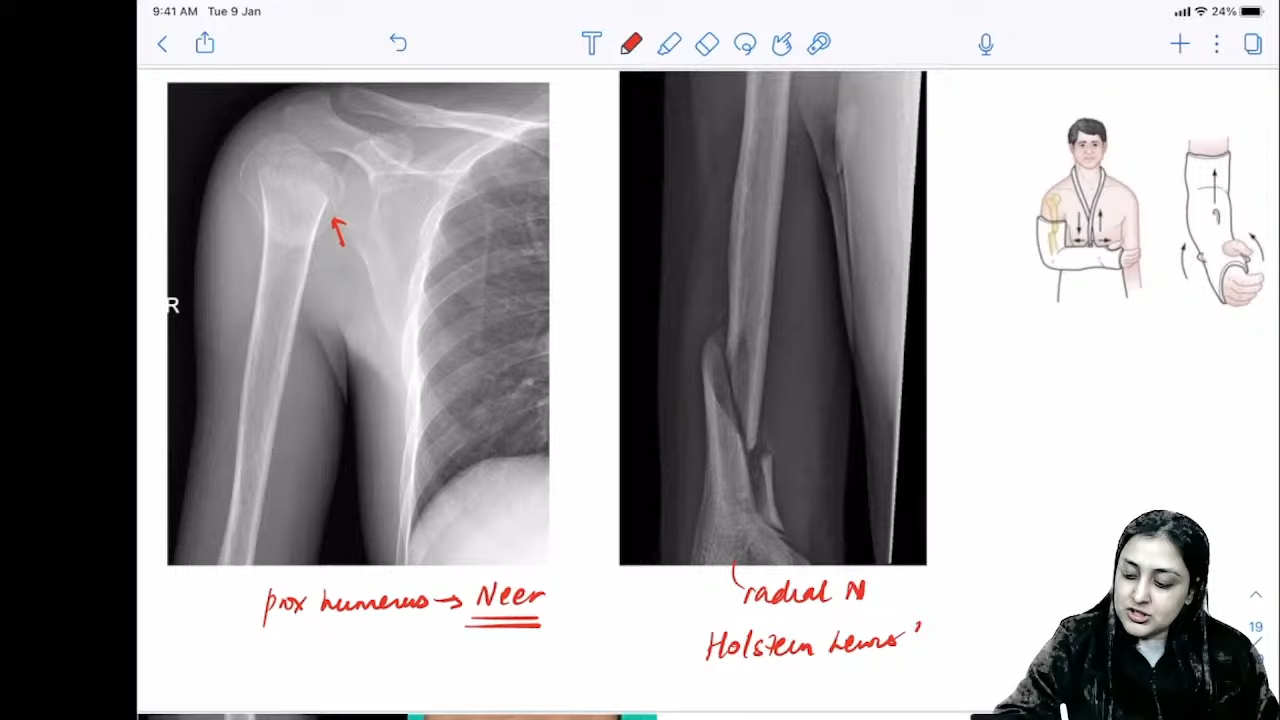 9:41 AM Tue 9 Jan
24%
T
R
prox humerus → Neer
radial N
Holstein Lewis'
19